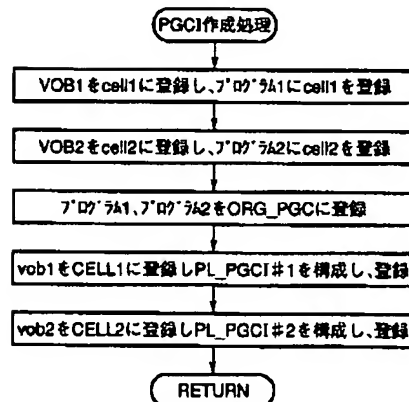 PGCI作成処理
VOB1をcell1に登録し、ﾌﾟﾛｸﾞﾗﾑ1にcell1を登録
VOB2をcell2に登録し、ﾌﾟﾛｸﾞﾗﾑ2にcell2を登録
ﾌﾟﾛｸﾞﾗﾑ1、ﾌﾟﾛｸﾞﾗﾑ2をORG_PGCに登録
vob1をCELL1に登録しPL_PGCI#1を構成し、登録
vob2をCELL2に登録しPL_PGCI#2を構成し、登録
RETURN